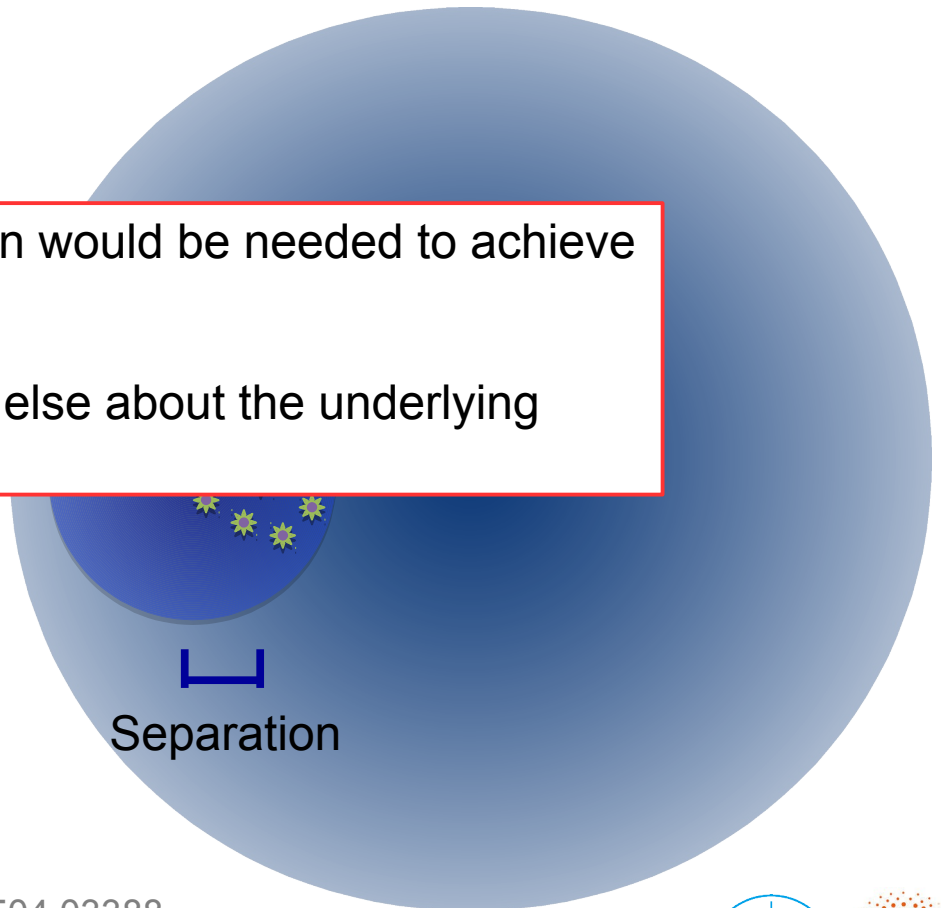 n would be needed to achieve
else about the underlying
Separation